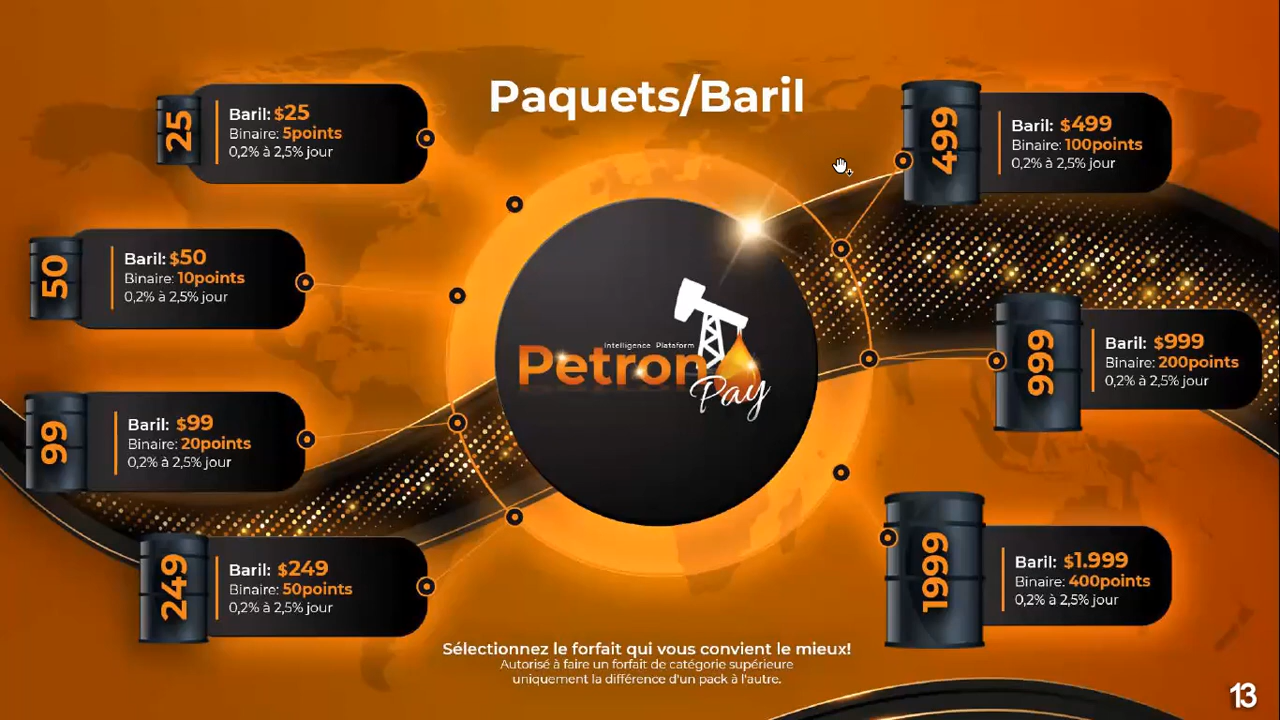 Paquets/Baril
25
Baril: $25
Binaire: 5points
0,2% à 2,5% jour
50
Baril: $50
Binaire: 10points
0,2% à 2,5% jour
99
Baril: $99
Binaire: 20points
0,2% à 2,5% jour
249
Baril: $249
Binaire: 50points
0,2% à 2,5% jour
Intelligence Plataform
Petron
Pay
499
Baril: $499
Binaire: 100points
0,2% à 2,5% jour
999
Baril: $999
Binaire: 200points
0,2% à 2,5% jour
1999
Baril: $1.999
Binaire: 400points
0,2% à 2,5% jour
Sélectionnez le forfait qui vous convient le mieux!
Autorisé à faire un forfait de catégorie supérieure
uniquement la différence d'un pack à l'autre.
13